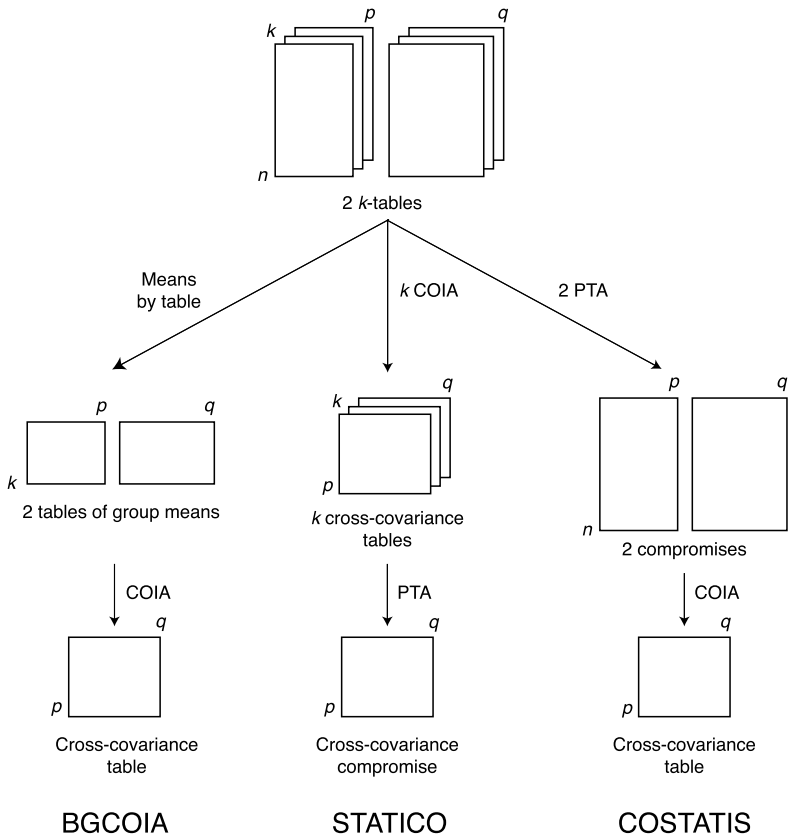 p
q
k
n
2 k-tables
Means
by table
k COIA
2 PTA
p
q
k
2 tables of group means
q
k
p
k cross-covariance
tables
p
q
n
2 compromises
COIA
PTA
COIA
q
p
Cross-covariance
table
q
p
Cross-covariance
compromise
q
p
Cross-covariance
table
BGCOIA
STATICO
COSTATIS